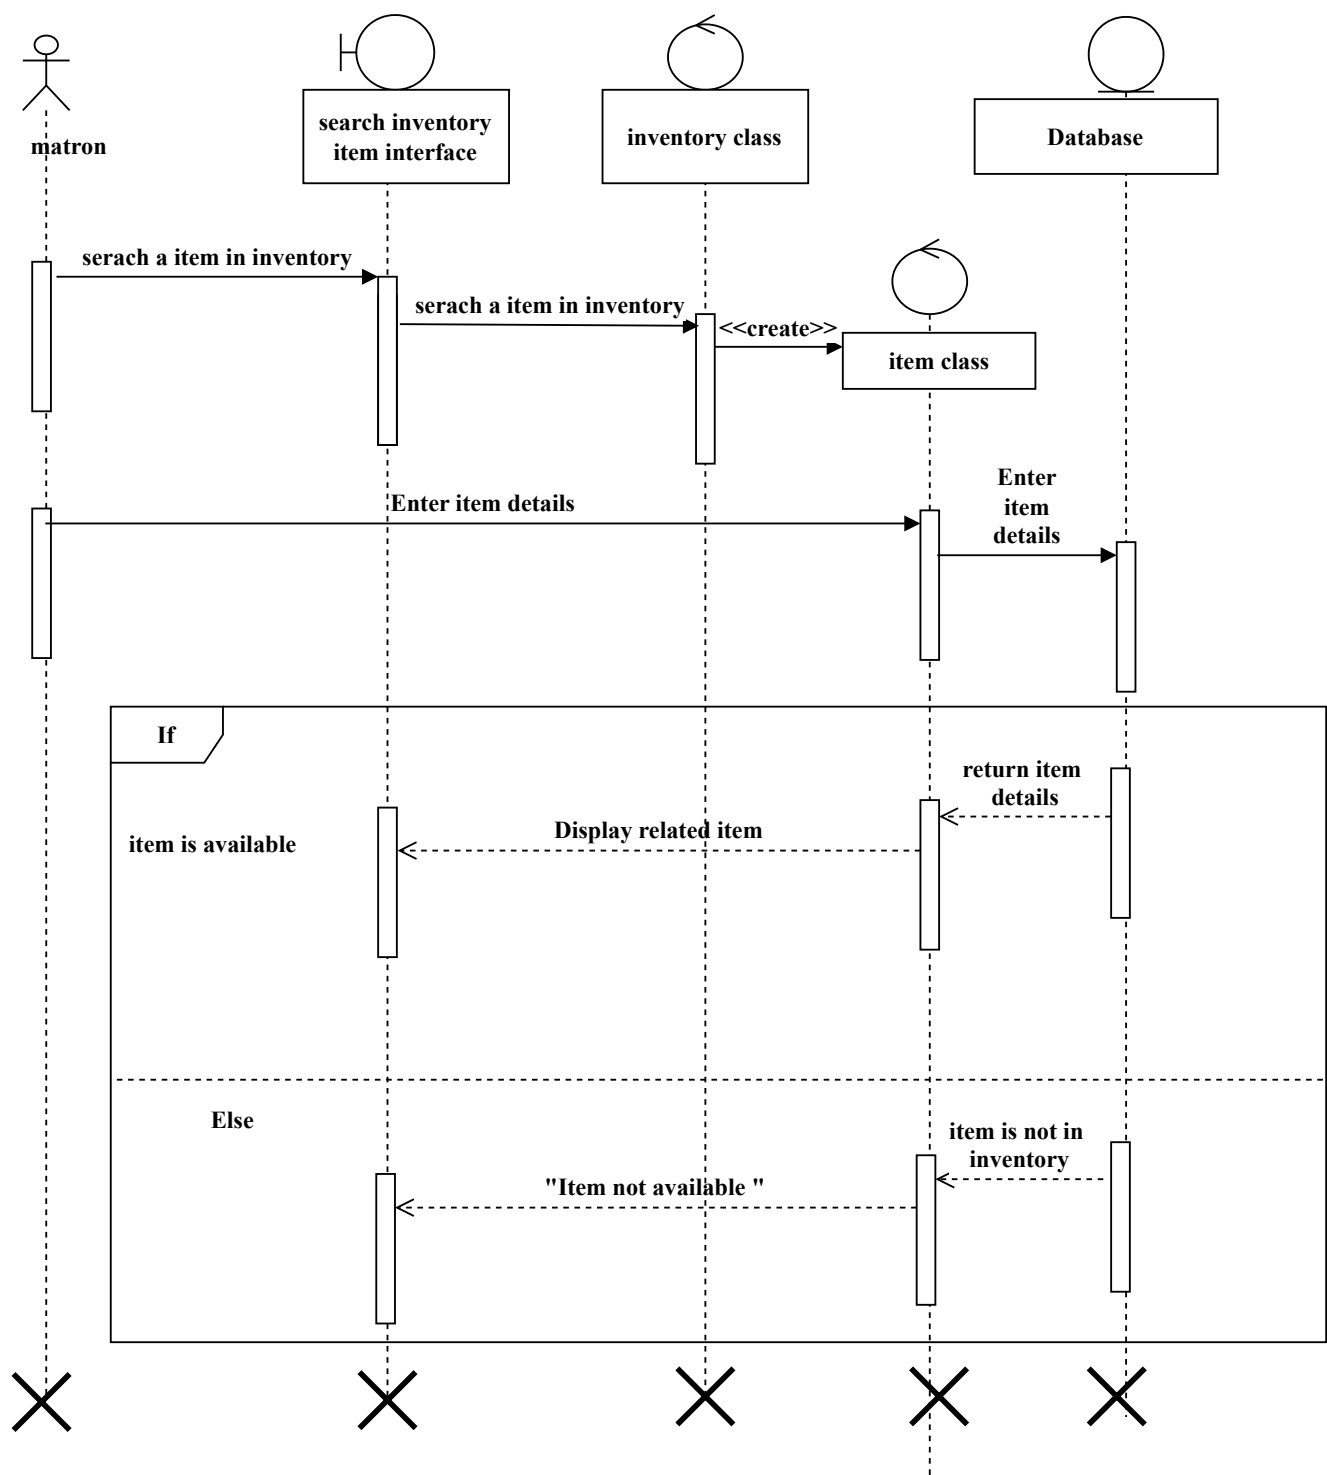 matron
search inventory
item interface
inventory class
Database
serach a item in inventory
serach a item in inventory
<<create>>
item class
Enter item details
Enter
item
details
If
return item
details
Display related item
item is available
Else
item is not in
inventory
"Item not available "